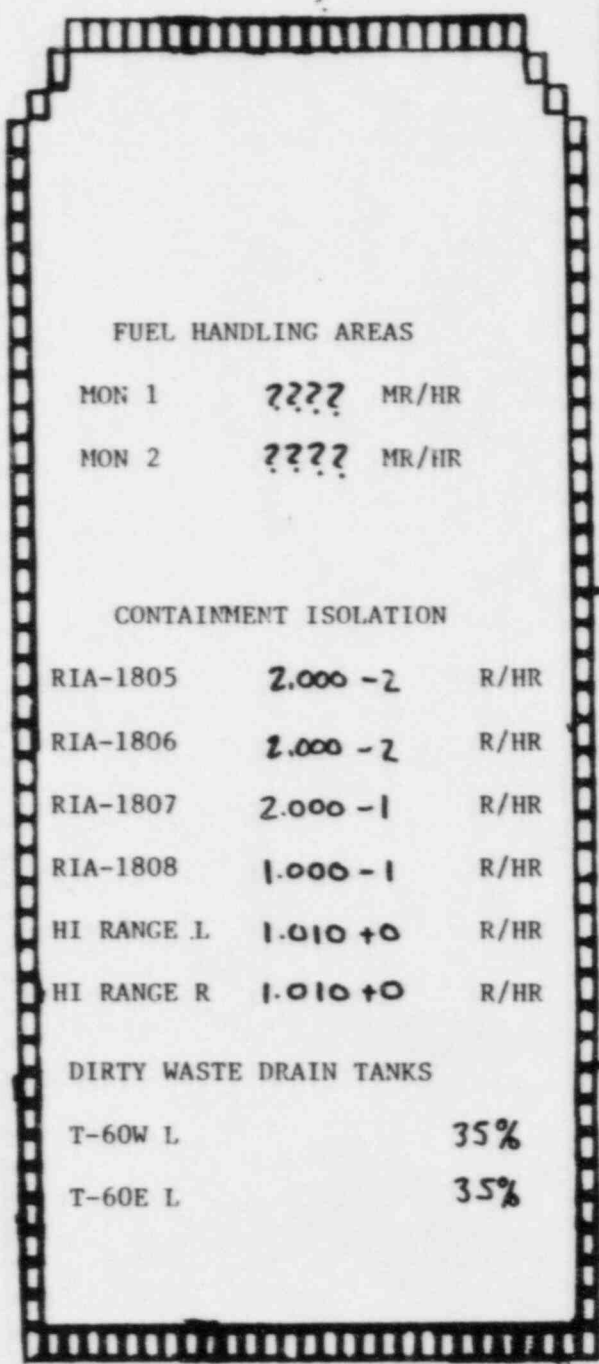 FUEL HANDLING AREAS
MON 1 ???? MR/HR
MON 2 ???? MR/HR
CONTAINMENT ISOLATION
RIA-1805 2.000 -2 R/HR
RIA-1806 2.000 -2 R/HR
RIA-1807 2.000 -1 R/HR
RIA-1808 1.000 -1 R/HR
HI RANGE L 1.010 +0 R/HR
HI RANGE R 1.010 +0 R/HR
DIRTY WASTE DRAIN TANKS
T-60W L 35%
T-60E L 35%